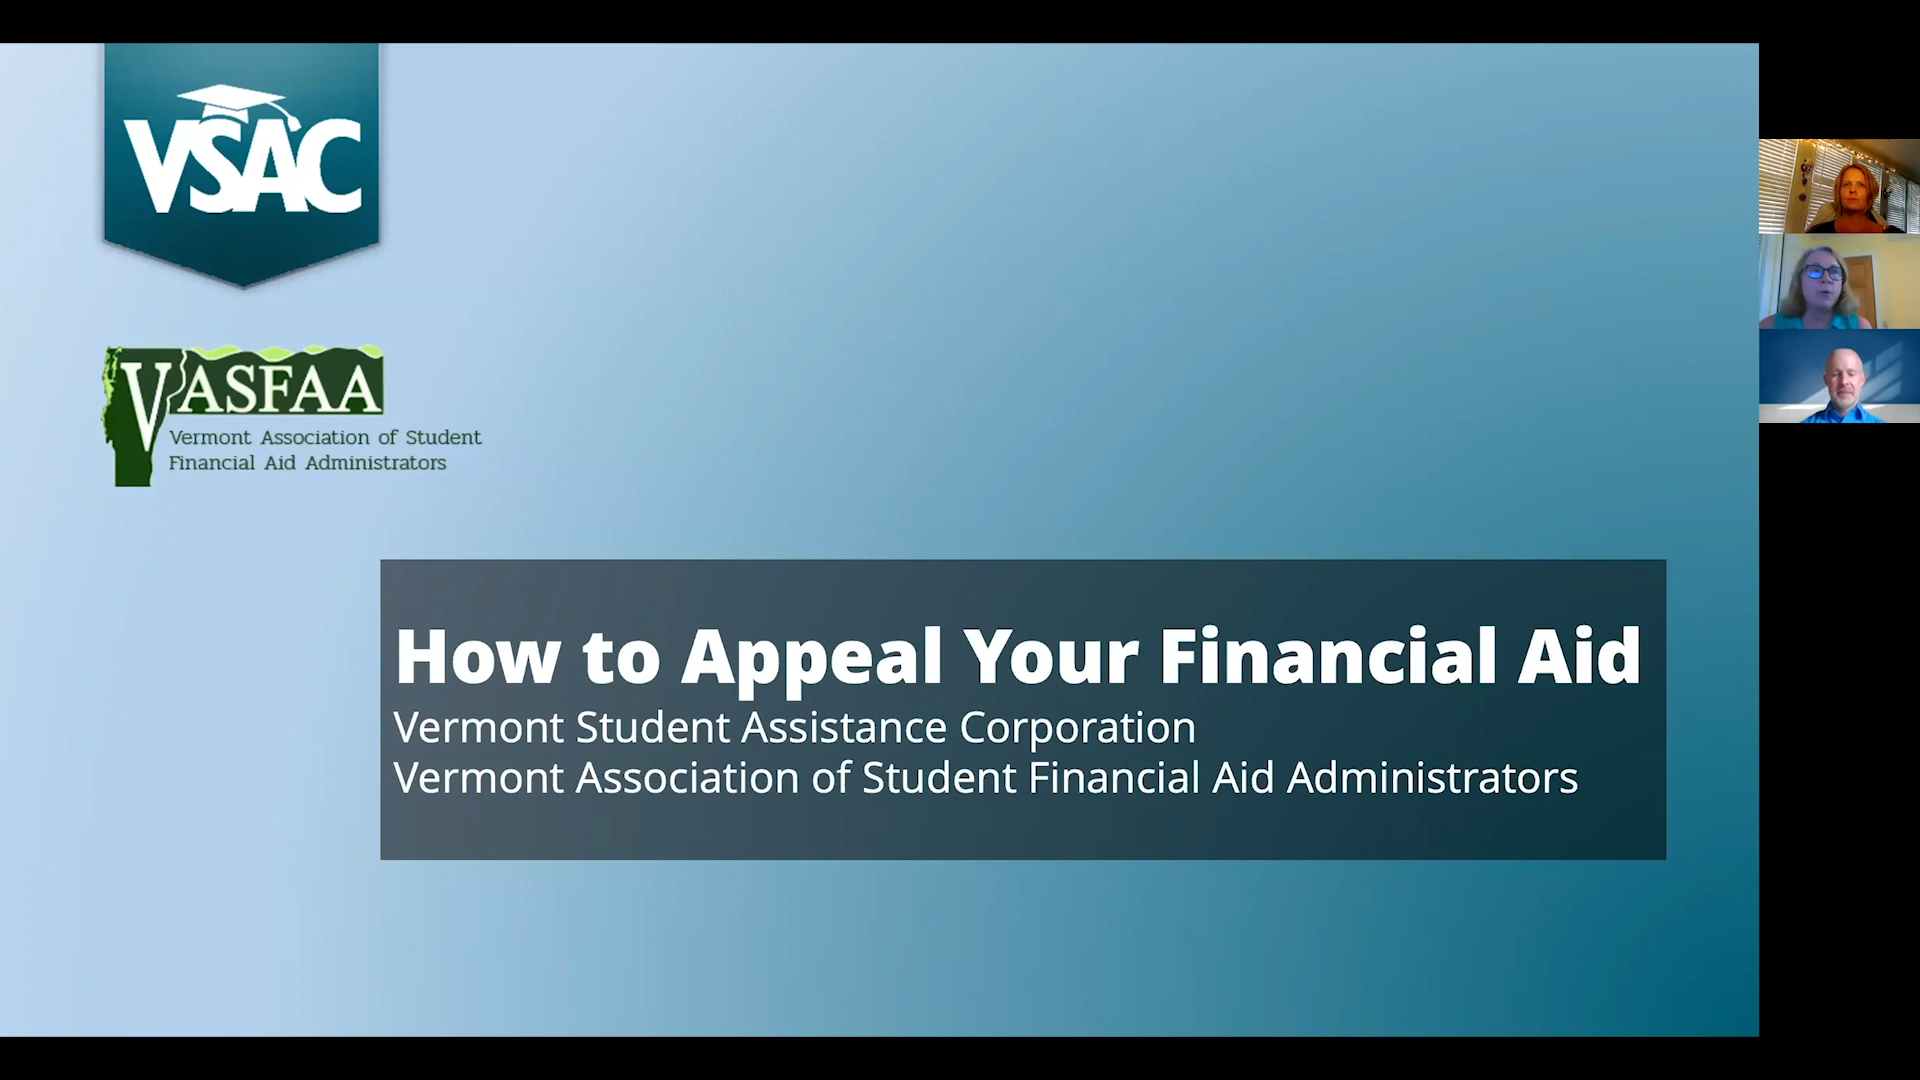 VSAC
VASFAA
Vermont Association of Student
Financial Aid Administrators
How to Appeal Your Financial Aid
Vermont Student Assistance Corporation
Vermont Association of Student Financial Aid Administrators